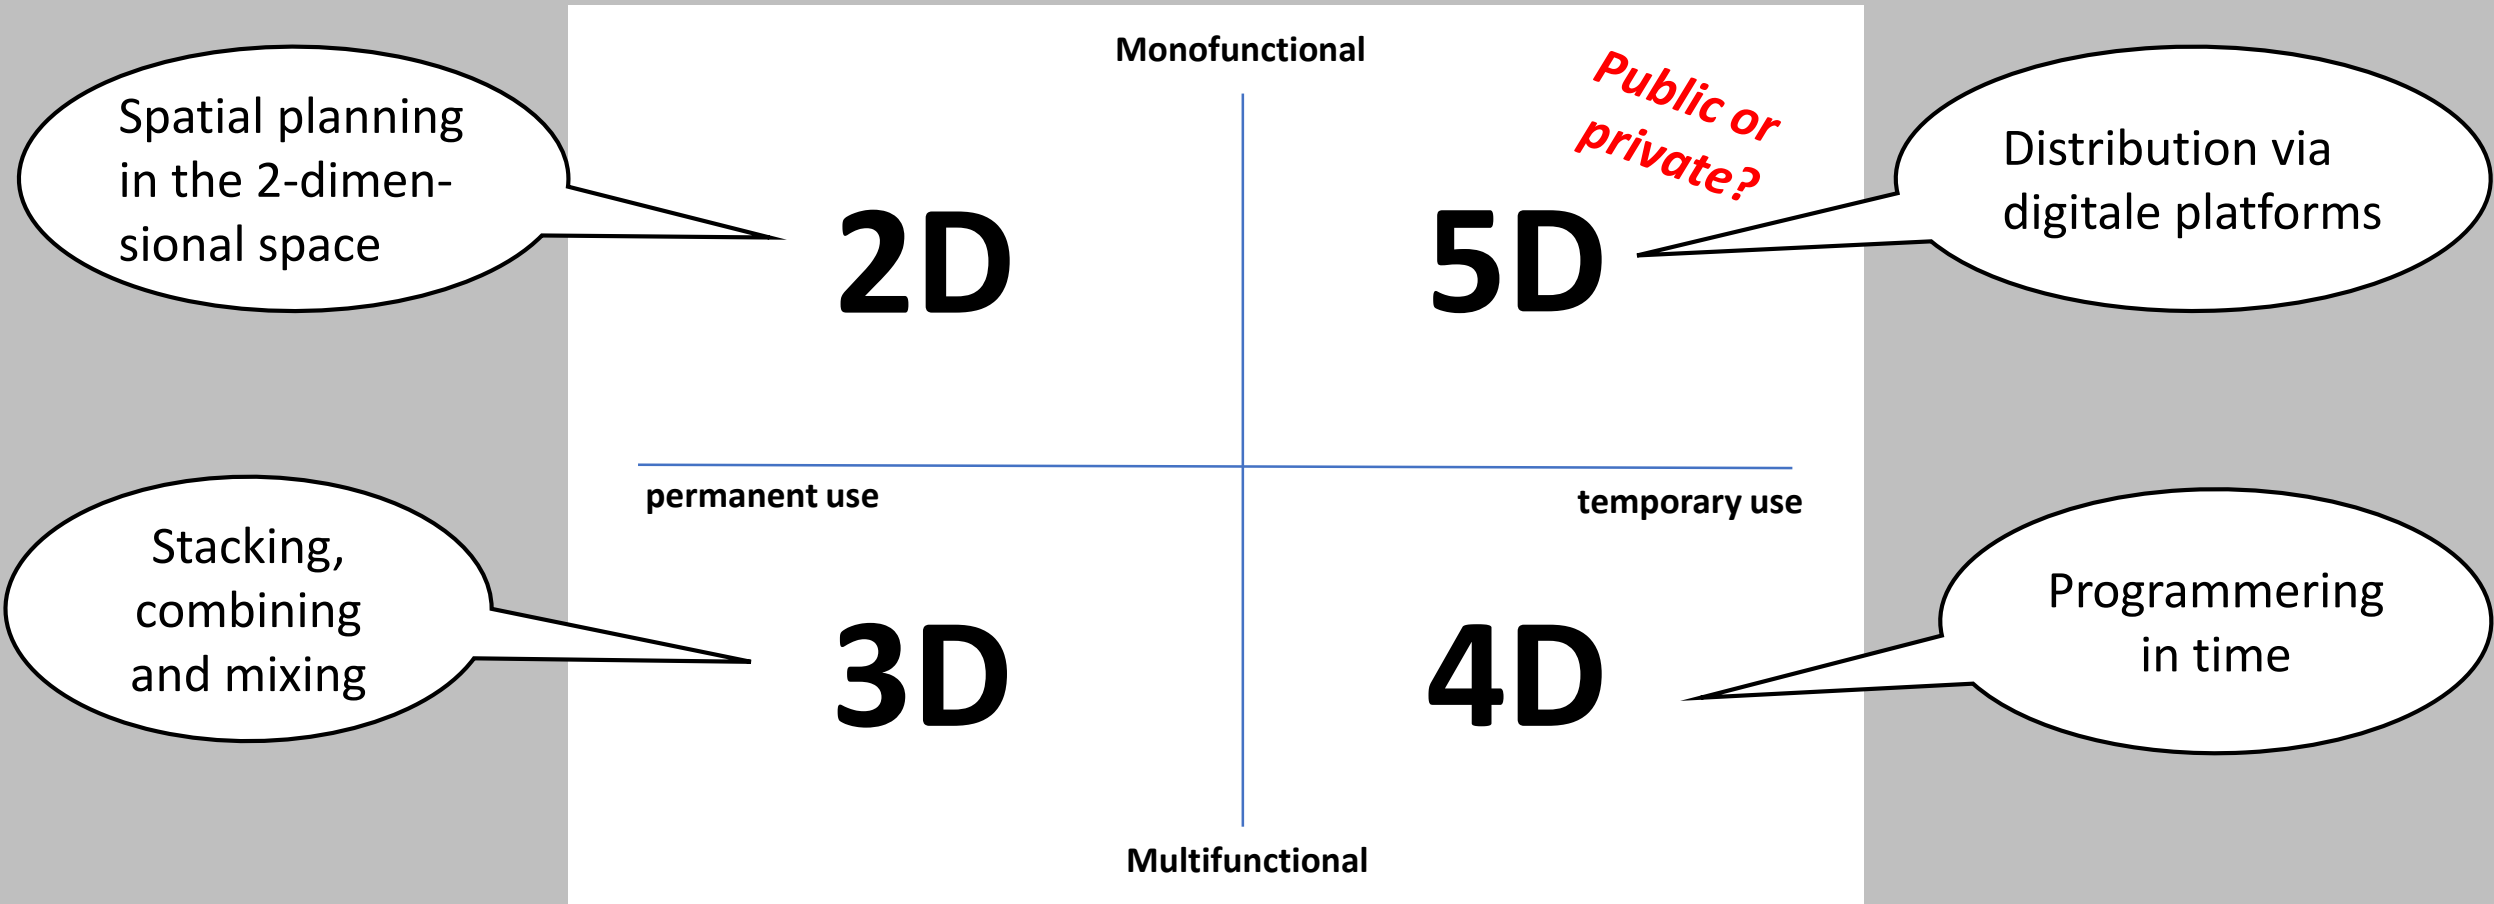 Monofunctional
Public or
private?
Spatial planning
in the 2-dimen-
sional space
2D
5D
Distribution via
digitale platforms
permanent use
temporary use
Stacking,
combining
and mixing
3D
4D
Programmering
in time
Multifunctional